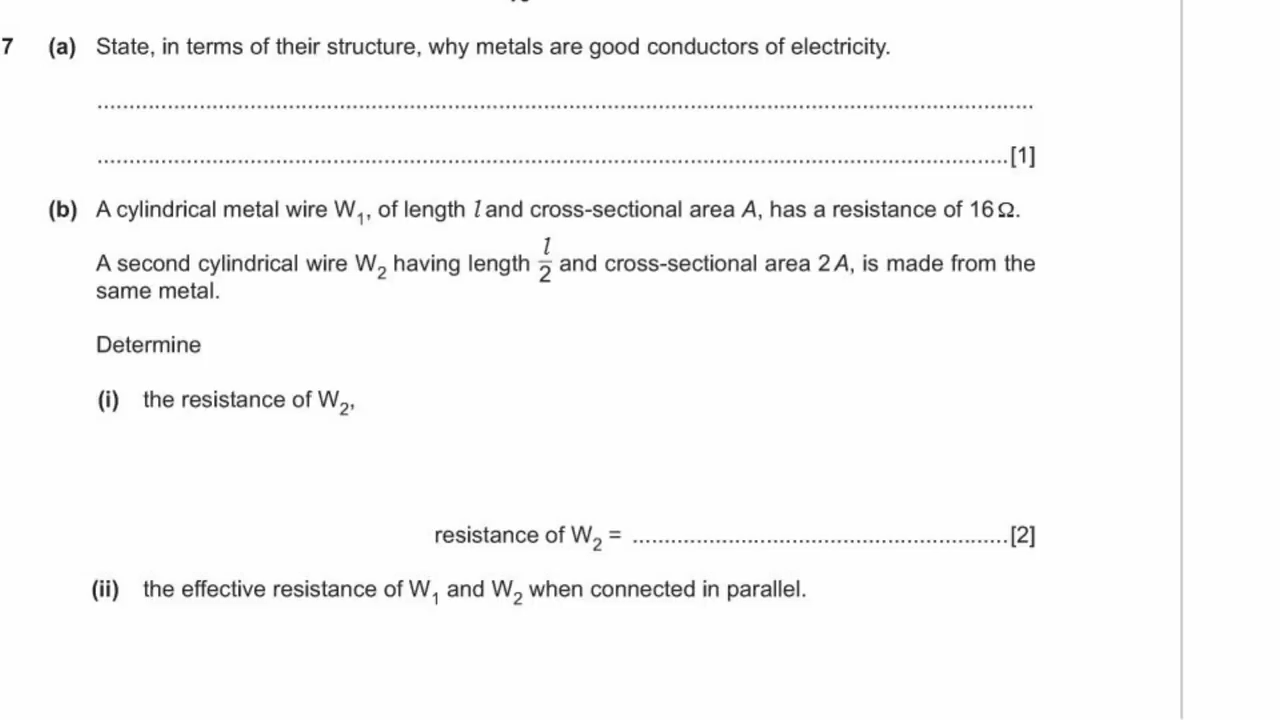 7 (a) State, in terms of their structure, why metals are good conductors of electricity.
..........................................................................................
..........................................................................................[1]
(b) A cylindrical metal wire W₁, of length l and cross-sectional area A, has a resistance of 16 Ω.
A second cylindrical wire W₂ having length l/2 and cross-sectional area 2A, is made from the
same metal.
Determine
(i) the resistance of W₂,
resistance of W₂ = ..........................................................[2]
(ii) the effective resistance of W₁ and W₂ when connected in parallel.